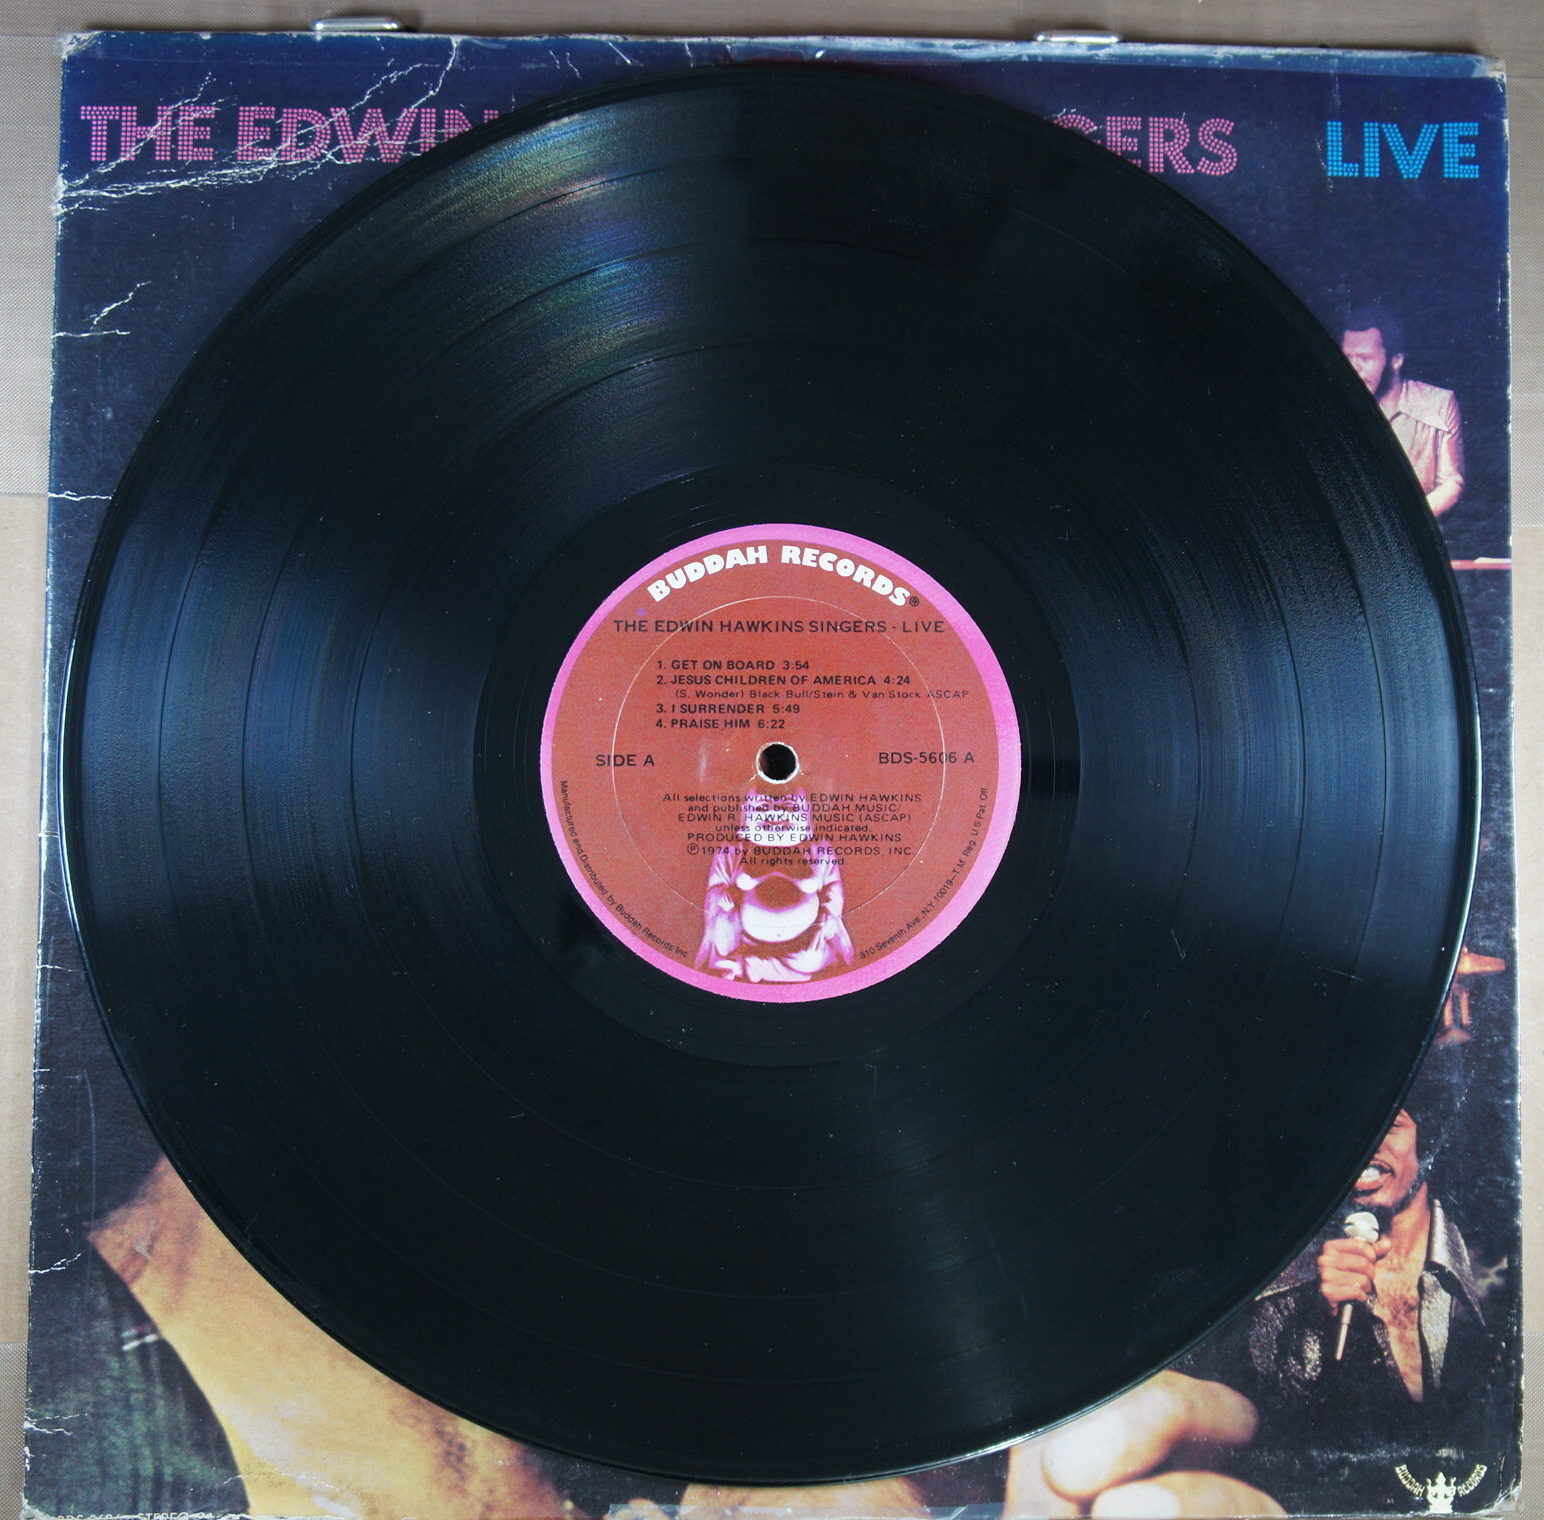 THE EDWIN
GERS
LIVE
BUDDAH RECORDS®
THE EDWIN HAWKINS SINGERS - LIVE
1. GET ON BOARD 3:54
2. JESUS CHILDREN OF AMERICA 4:24
(S. Wonder) Black Bull/Stein & Van Stock ASCAP
3. I SURRENDER 5:49
4. PRAISE HIM 6:22
SIDE A
BDS-5606 A
All selections written by EDWIN HAWKINS
and published by BUDDAH MUSIC/
EDWIN R. HAWKINS MUSIC (ASCAP)
unless otherwise indicated.
PRODUCED BY EDWIN HAWKINS
Ⓟ1974 by BUDDAH RECORDS, INC.
All rights reserved
Manufactured and Distributed by Buddah Records Inc.
810 Seventh Ave., N.Y. 10019—T.M. Reg. U.S. Pat. Off.
BUDDAH RECORDS
STEREO